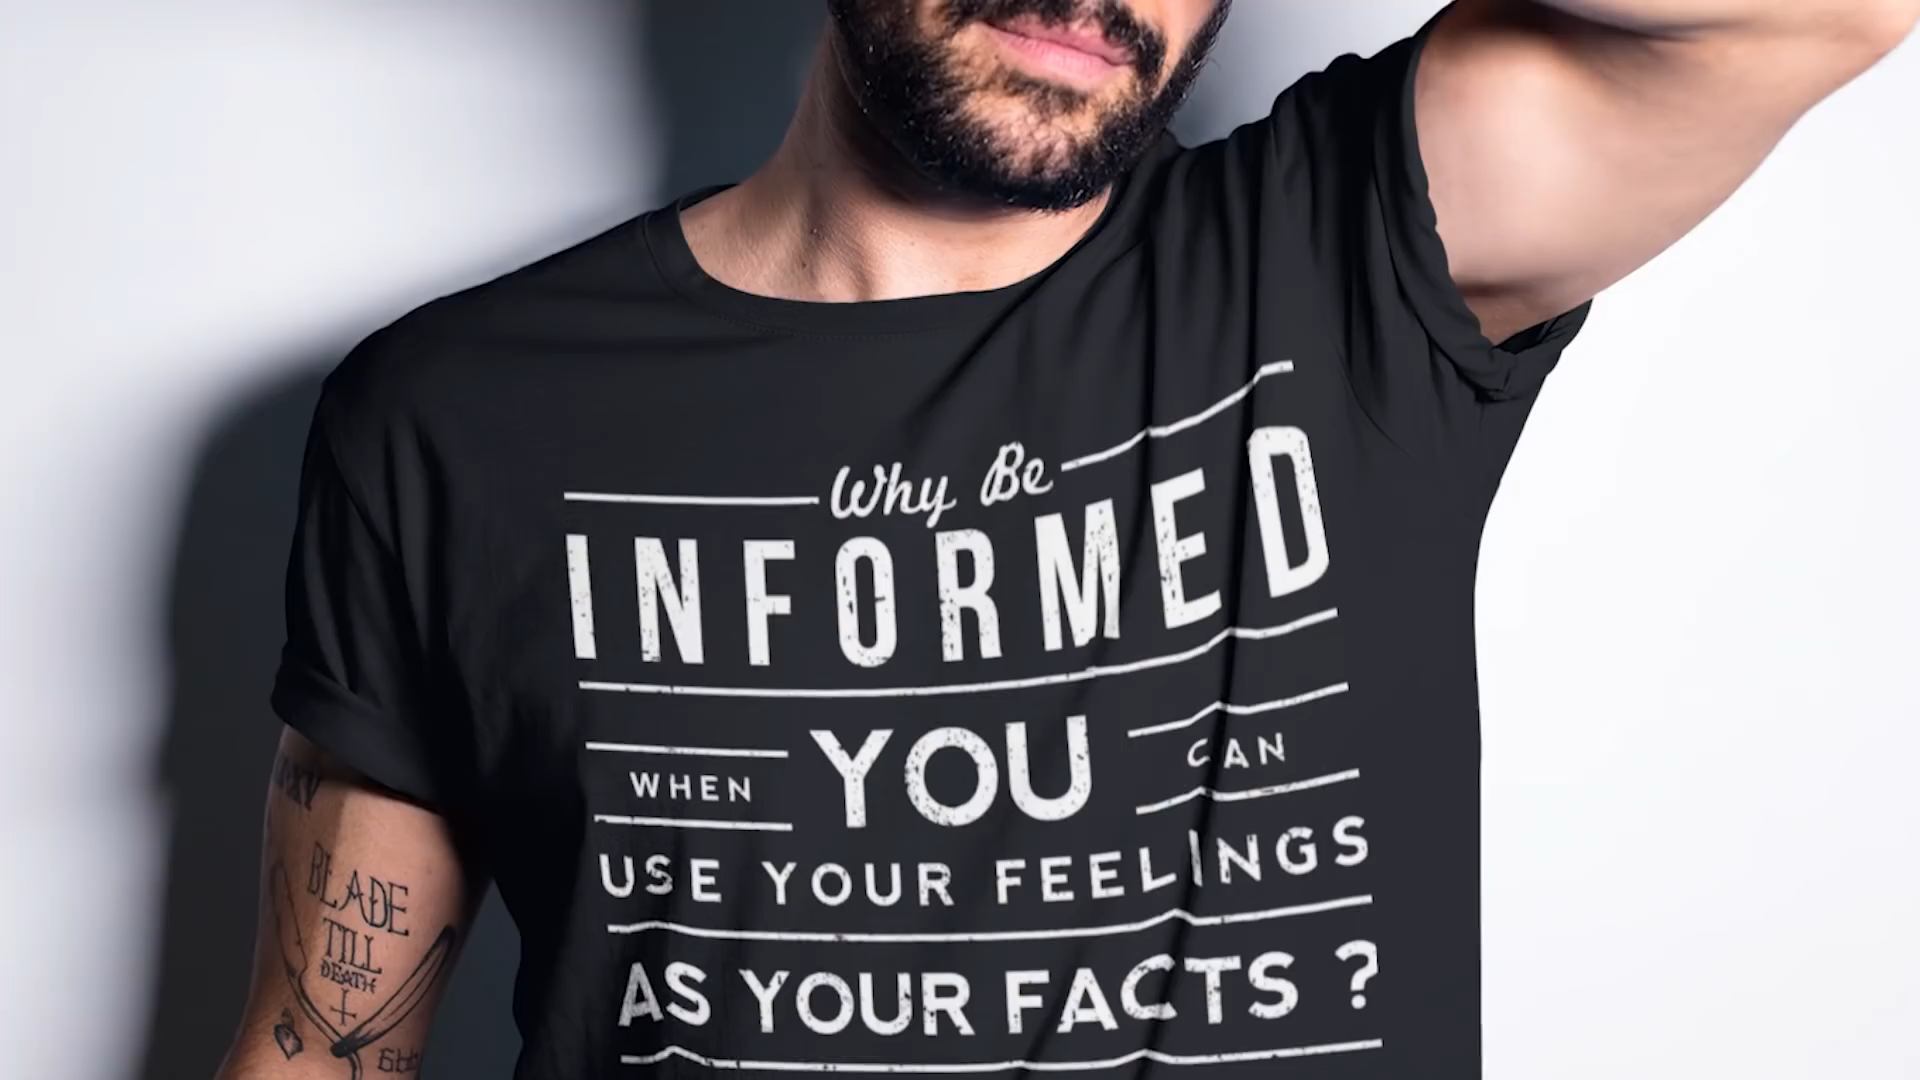 Why Be
INFORMED
WHEN YOU CAN
USE YOUR FEELINGS
AS YOUR FACTS ?
BLADE
TILL
DEATH